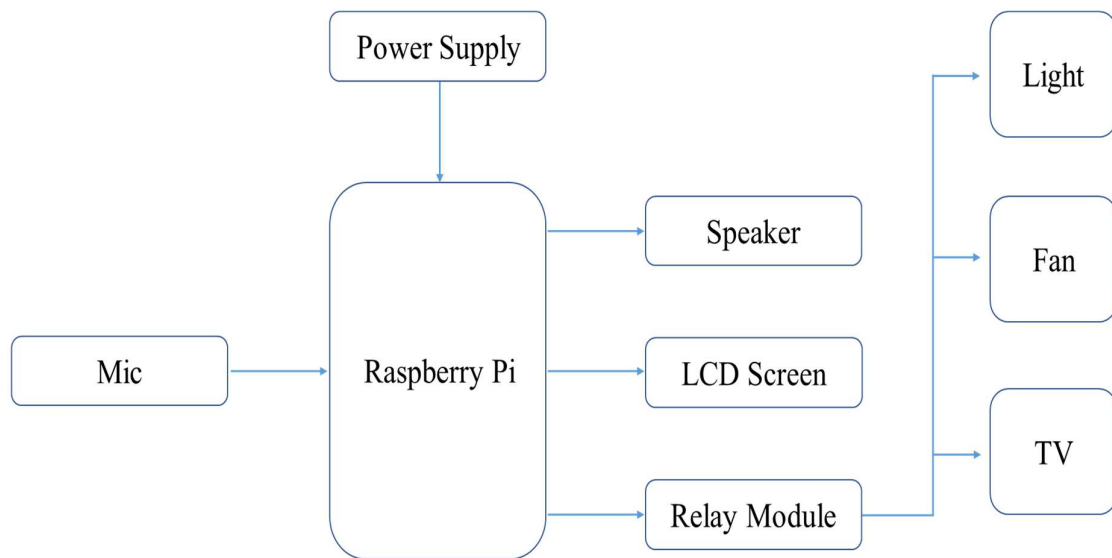 Power Supply
Light
Speaker
Fan
Mic
Raspberry Pi
LCD Screen
TV
Relay Module